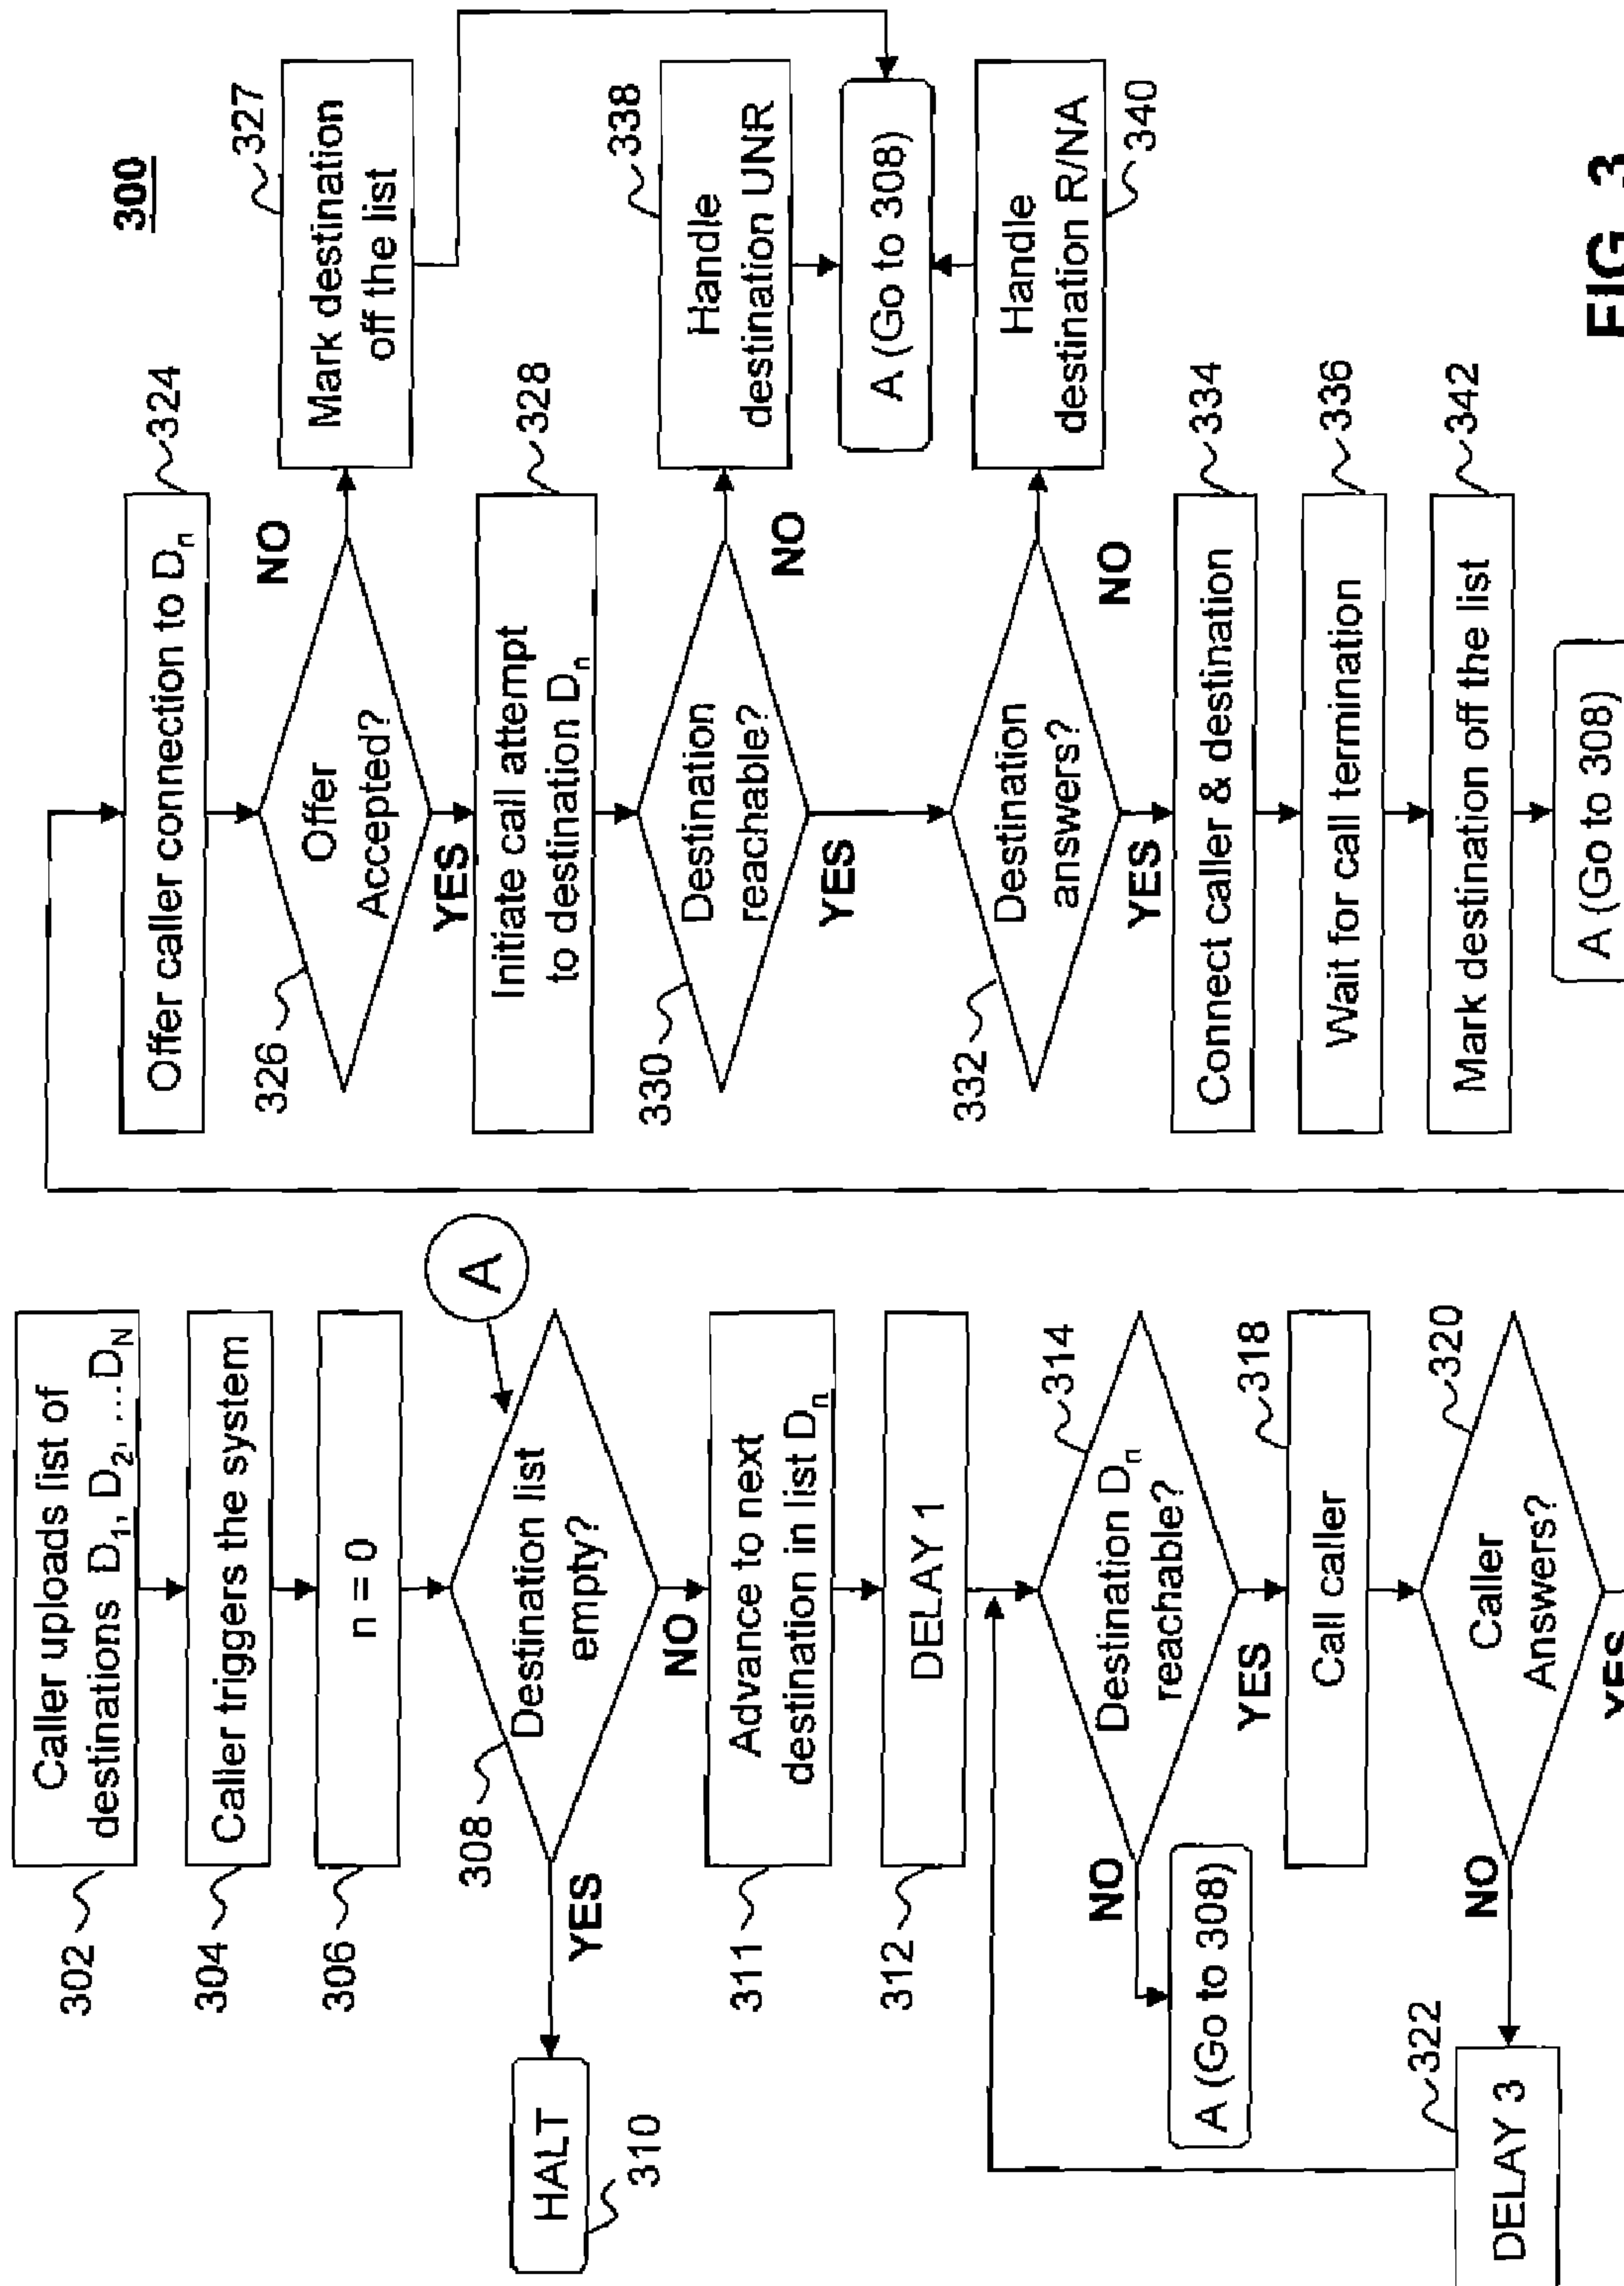 300
302
Caller uploads list of
destinations D1, D2, ...DN
304
Caller triggers the system
306
n = 0
A
308
Destination list
empty?
YES
HALT
310
NO
311
Advance to next
destination in list Dn
312
DELAY 1
314
Destination Dn
reachable?
NO
A (Go to 308)
YES
318
Call caller
320
Caller
Answers?
NO
322
DELAY 3
YES
324
Offer caller connection to Dn
326
Offer
Accepted?
NO
327
Mark destination
off the list
YES
328
Initiate call attempt
to destination Dn
330
Destination
reachable?
NO
338
Handle
destination UNR
A (Go to 308)
YES
332
Destination
answers?
NO
Handle
destination R/NA
340
YES
334
Connect caller & destination
336
Wait for call termination
342
Mark destination off the list
A (Go to 308)
FIG. 3